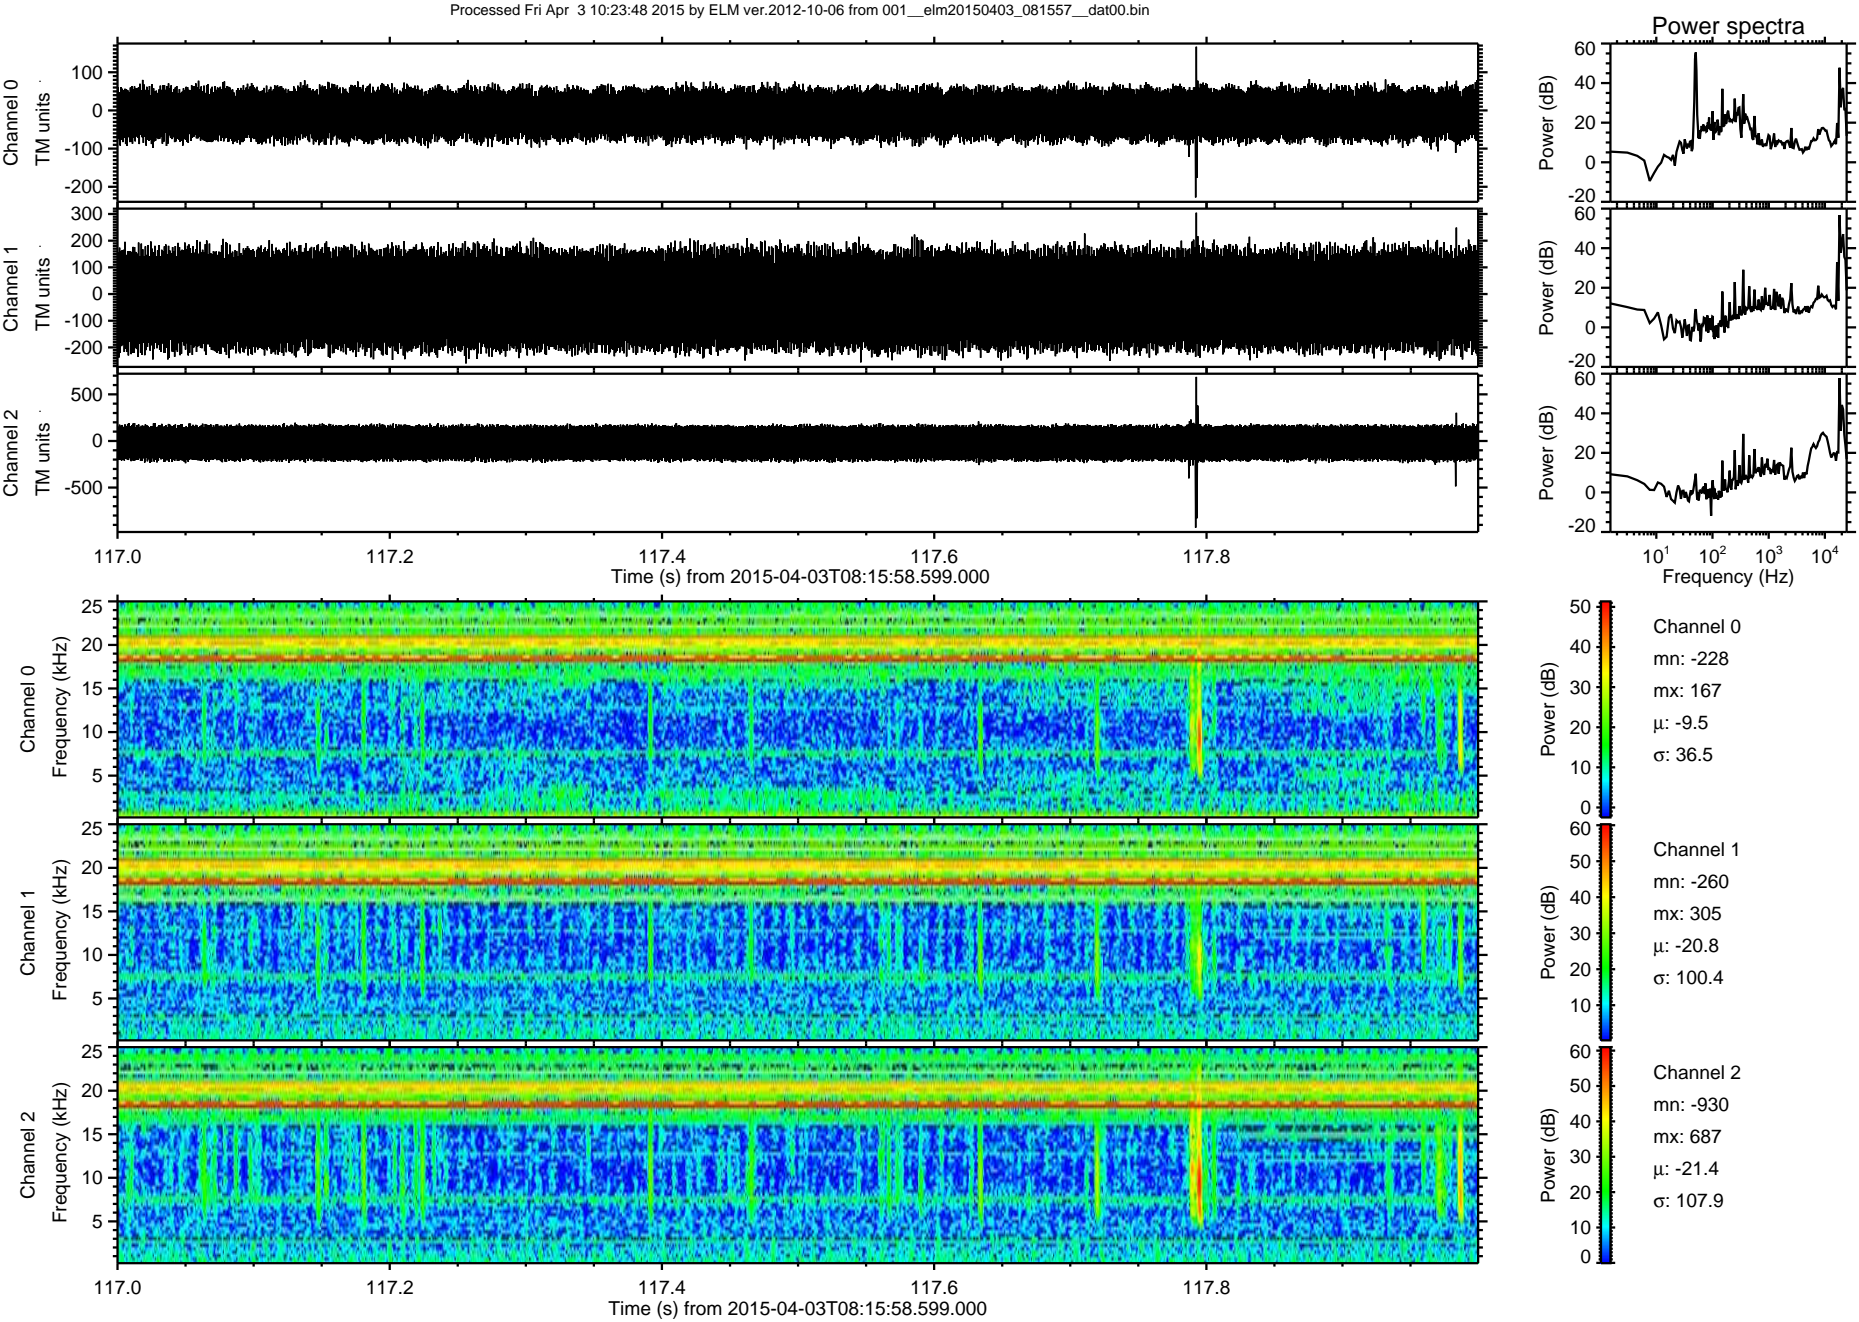 Processed Fri Apr 3 10:23:48 2015 by ELM ver.2012-10-06 from 001__elm20150403_081557__dat00.bin
Power spectra
Channel 0
TM units
100
0
-100
-200
Power (dB)
60
40
20
0
-20
Channel 1
TM units
300
200
100
0
-100
-200
Power (dB)
60
40
20
0
-20
Channel 2
TM units
500
0
-500
Power (dB)
60
40
20
0
-20
117.0 117.2 117.4 117.6 117.8
Time (s) from 2015-04-03T08:15:58.599.000
10¹ 10² 10³ 10⁴
Frequency (Hz)
Channel 0
Frequency (kHz)
25
20
15
10
5
Power (dB)
50
40
30
20
10
0
Channel 0
mn: -228
mx: 167
μ: -9.5
σ: 36.5
Channel 1
Frequency (kHz)
25
20
15
10
5
Power (dB)
60
50
40
30
20
10
Channel 1
mn: -260
mx: 305
μ: -20.8
σ: 100.4
Channel 2
Frequency (kHz)
25
20
15
10
5
Power (dB)
60
50
40
30
20
10
0
Channel 2
mn: -930
mx: 687
μ: -21.4
σ: 107.9
117.0 117.2 117.4 117.6 117.8
Time (s) from 2015-04-03T08:15:58.599.000